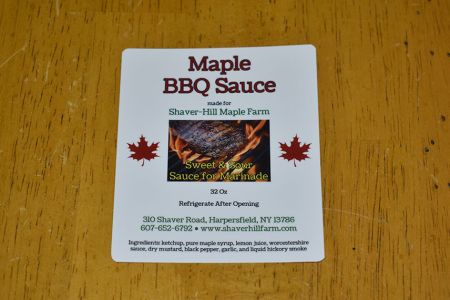 Maple
BBQ Sauce
made for
Shaver-Hill Maple Farm
Sweet & Sour
Sauce for Marinade
32 Oz
Refrigerate After Opening
310 Shaver Road, Harpersfield, NY 13786
607-652-6792 • www.shaverhillfarm.com
Ingredients: ketchup, pure maple syrup, lemon juice, worcestershire
sauce, dry mustard, black pepper, garlic, and liquid hickory smoke